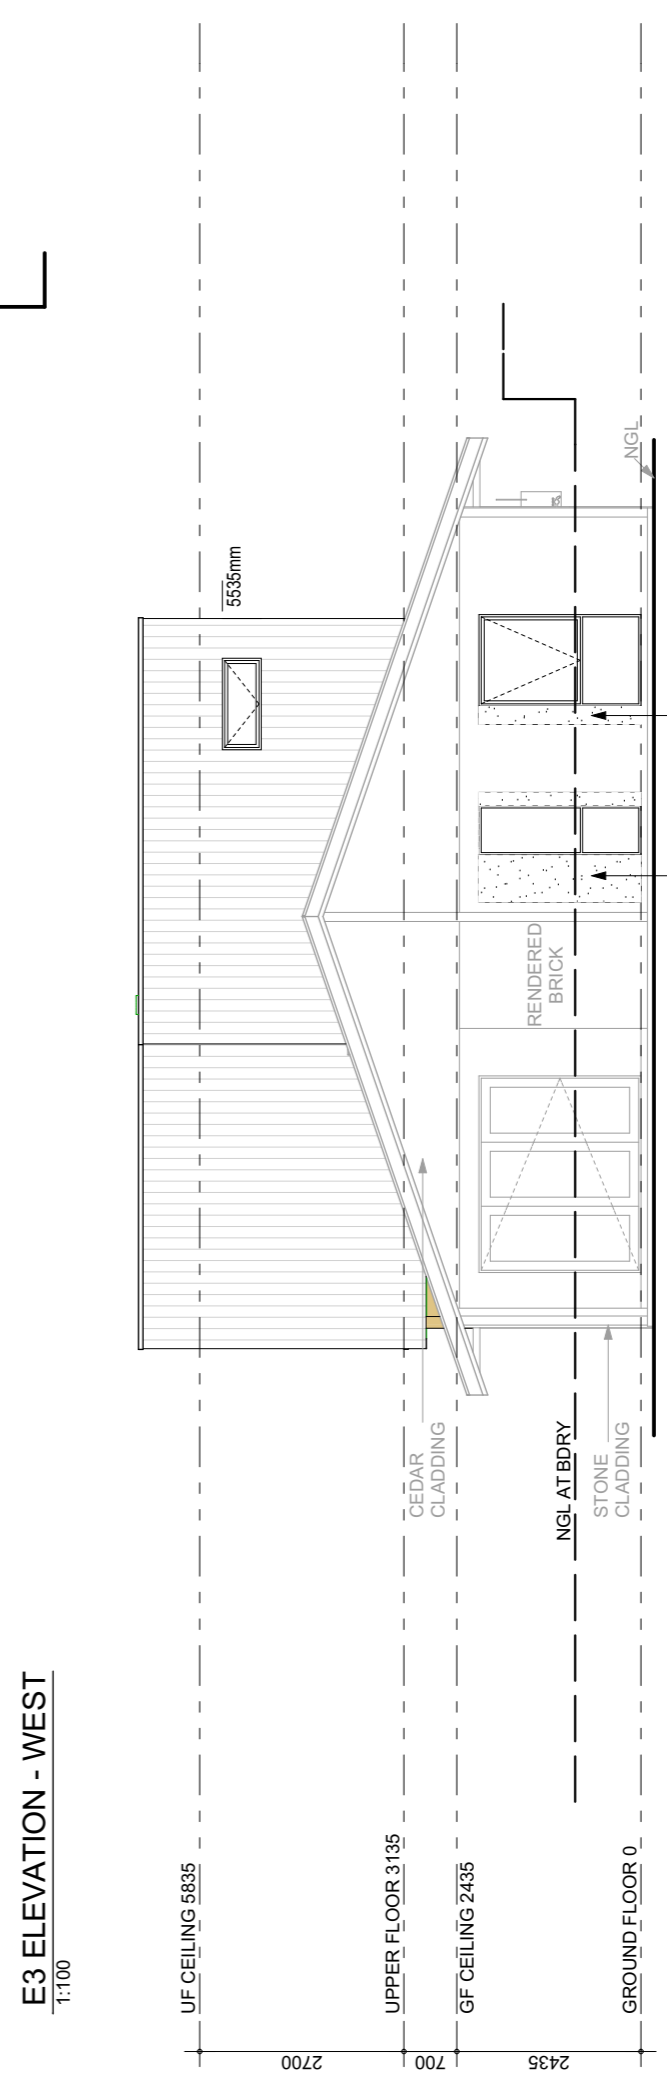 E3 ELEVATION - WEST
1:100
UF CEILING 5835
UPPER FLOOR 3135
GF CEILING 2435
GROUND FLOOR 0
2700
700
2435
5535mm
CEDAR
CLADDING
NGL AT BDRY
STONE
CLADDING
RENDERED
BRICK
NGL